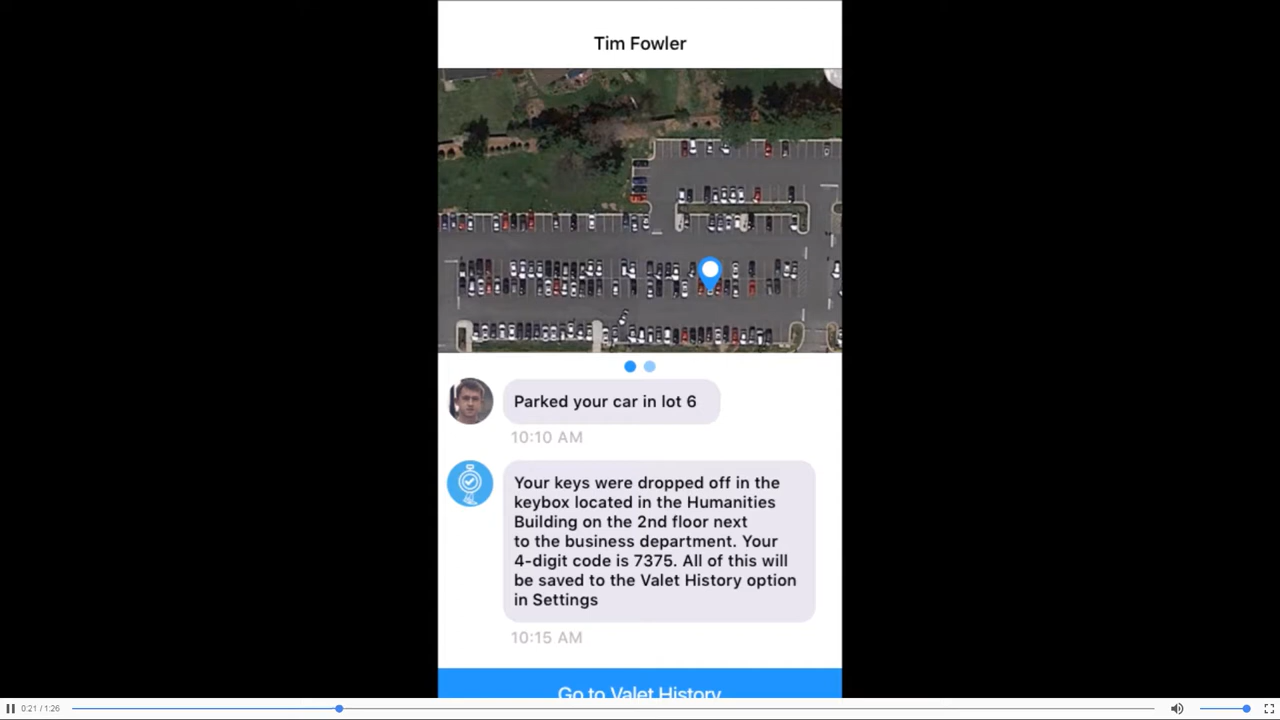 Tim Fowler
Parked your car in lot 6
10:10 AM
Your keys were dropped off in the
keybox located in the Humanities
Building on the 2nd floor next
to the business department. Your
4-digit code is 7375. All of this will
be saved to the Valet History option
in Settings
10:15 AM
Go to Valet History
0:21 / 1:26